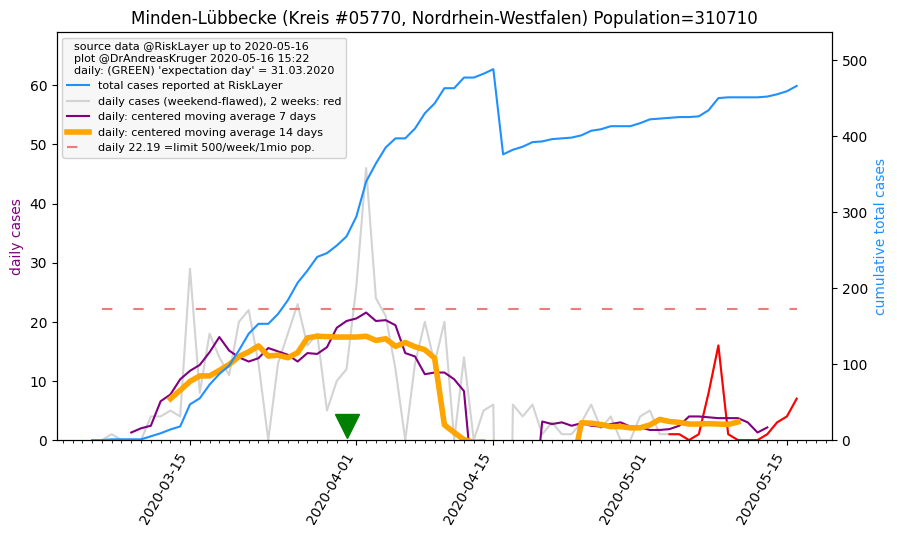 Minden-Lübbecke (Kreis #05770, Nordrhein-Westfalen) Population=310710
source data @RiskLayer up to 2020-05-16
plot @DrAndreasKruger 2020-05-16 15:22
daily: (GREEN) 'expectation day' = 31.03.2020
total cases reported at RiskLayer
daily cases (weekend-flawed), 2 weeks: red
daily: centered moving average 7 days
daily: centered moving average 14 days
daily 22.19 =limit 500/week/1mio pop.
daily cases
60
50
40
30
20
10
0
500
400
300
200
100
0
cumulative total cases
2020-03-15
2020-04-01
2020-04-15
2020-05-01
2020-05-15